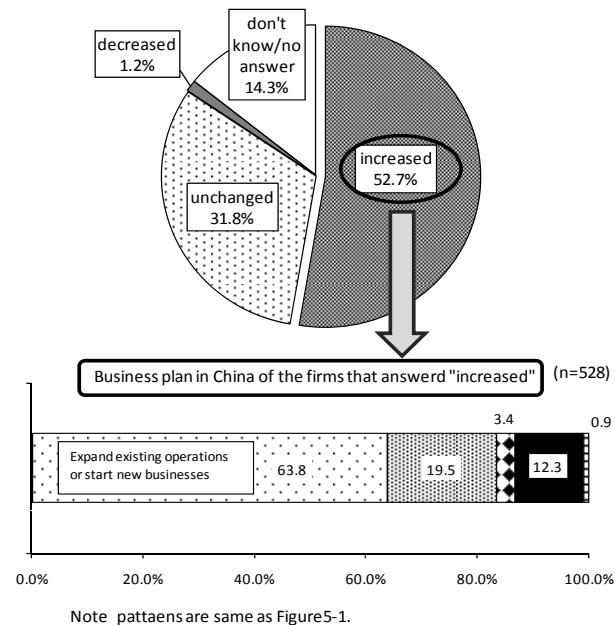 don't
know/no
answer
14.3%
decreased
1.2%
increased
52.7%
unchanged
31.8%
Business plan in China of the firms that answerd "increased"
(n=528)
3.4
0.9
Expand existing operations
or start new businesses
63.8
19.5
12.3
0.0%
20.0%
40.0%
60.0%
80.0%
100.0%
Note pattaens are same as Figure5-1.